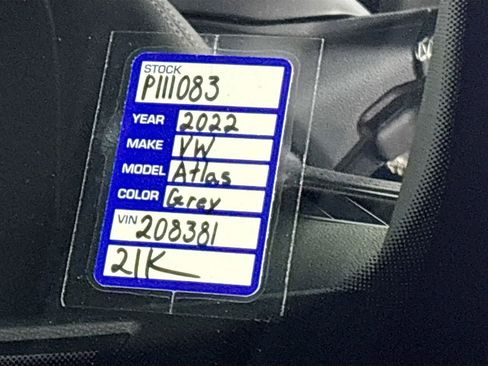 STOCK
P111083
YEAR 2022
MAKE VW
MODEL Atlas
COLOR Grey
VIN 208381
21K